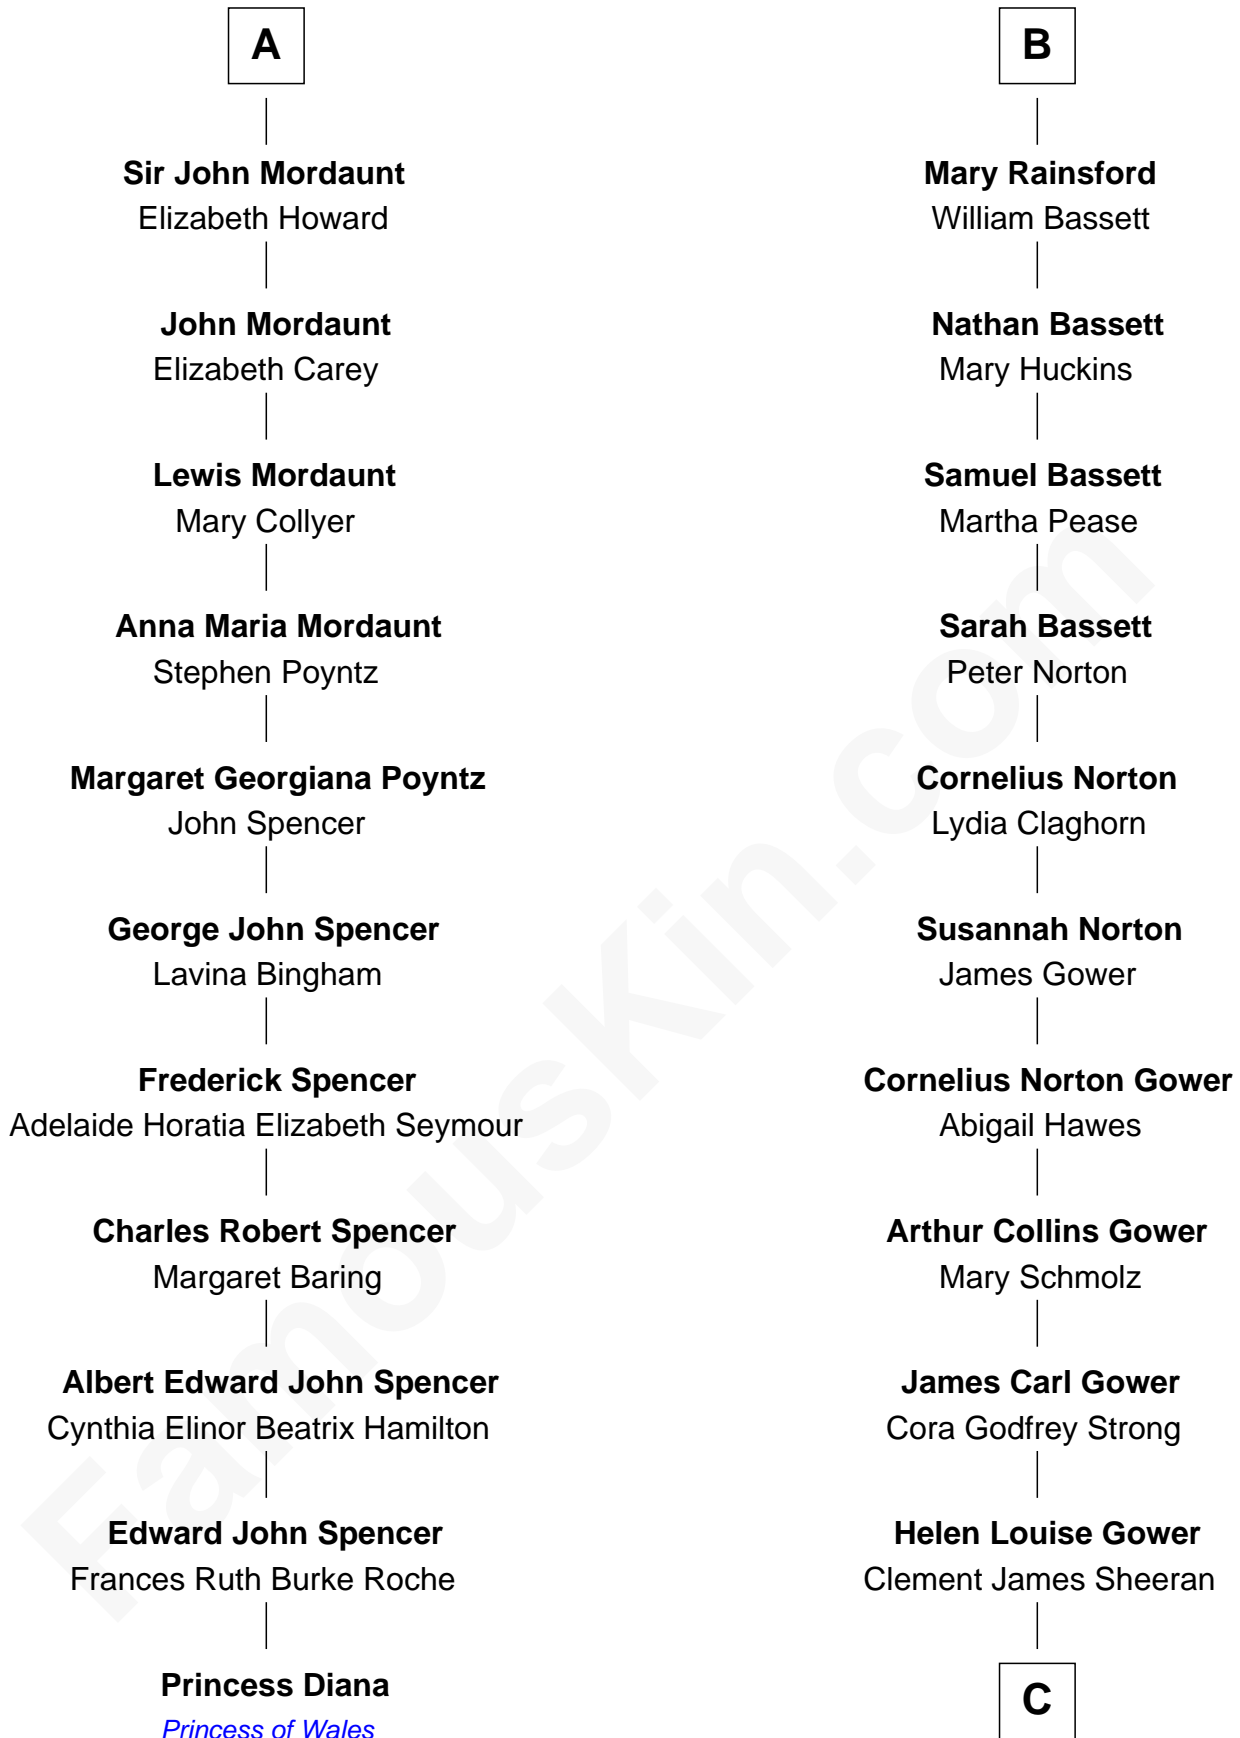 A
Sir John Mordaunt
Elizabeth Howard
John Mordaunt
Elizabeth Carey
Lewis Mordaunt
Mary Collyer
Anna Maria Mordaunt
Stephen Poyntz
Margaret Georgiana Poyntz
John Spencer
George John Spencer
Lavina Bingham
Frederick Spencer
Adelaide Horatia Elizabeth Seymour
Charles Robert Spencer
Margaret Baring
Albert Edward John Spencer
Cynthia Elinor Beatrix Hamilton
Edward John Spencer
Frances Ruth Burke Roche
Princess Diana
Princess of Wales
B
Mary Rainsford
William Bassett
Nathan Bassett
Mary Huckins
Samuel Bassett
Martha Pease
Sarah Bassett
Peter Norton
Cornelius Norton
Lydia Claghorn
Susannah Norton
James Gower
Cornelius Norton Gower
Abigail Hawes
Arthur Collins Gower
Mary Schmolz
James Carl Gower
Cora Godfrey Strong
Helen Louise Gower
Clement James Sheeran
C
FamousKin.com